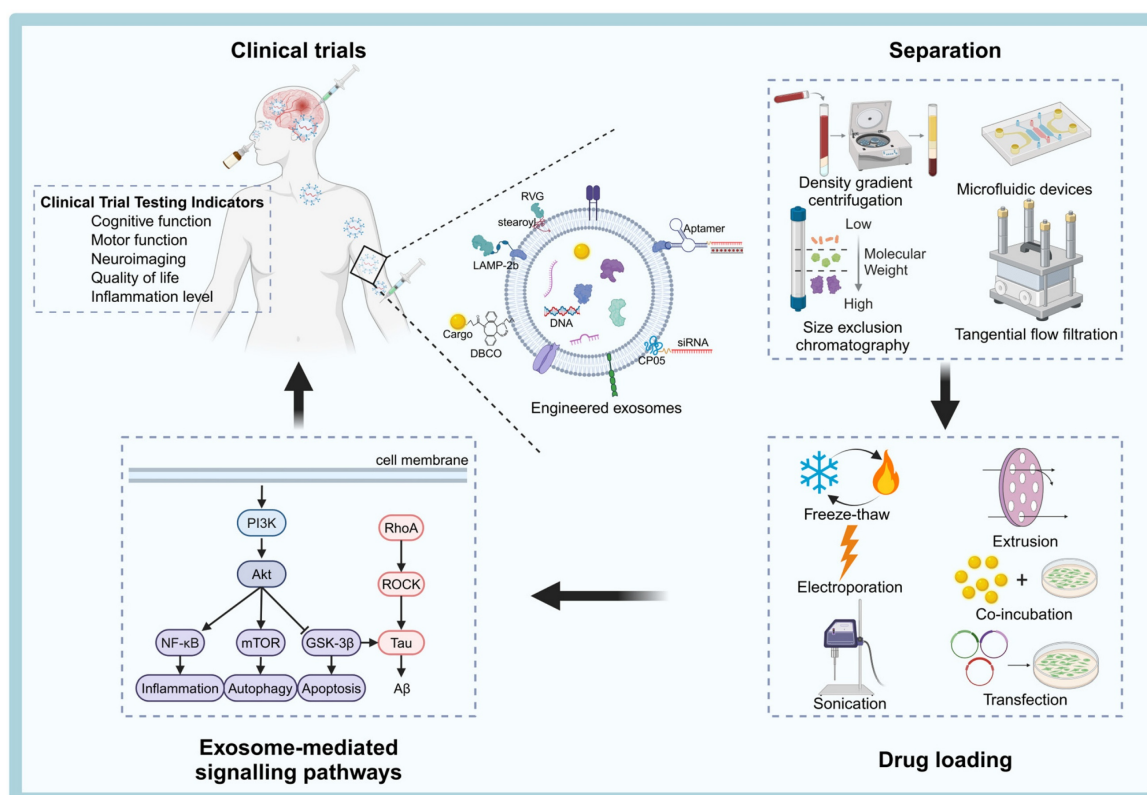 Clinical trials
Clinical Trial Testing Indicators
Cognitive function
Motor function
Neuroimaging
Quality of life
Inflammation level
RVG
stearoyl
LAMP-2b
Aptamer
DNA
Cargo
DBCO
CP05
siRNA
Engineered exosomes
Separation
Density gradient
centrifugation
Microfluidic devices
Low
Molecular
Weight
High
Size exclusion
chromatography
Tangential flow filtration
cell membrane
PI3K
RhoA
Akt
ROCK
NF-κB
mTOR
GSK-3β
Tau
Inflammation
Autophagy
Apoptosis
Aβ
Exosome-mediated
signalling pathways
Freeze-thaw
Extrusion
Electroporation
+
Co-incubation
Sonication
Transfection
Drug loading